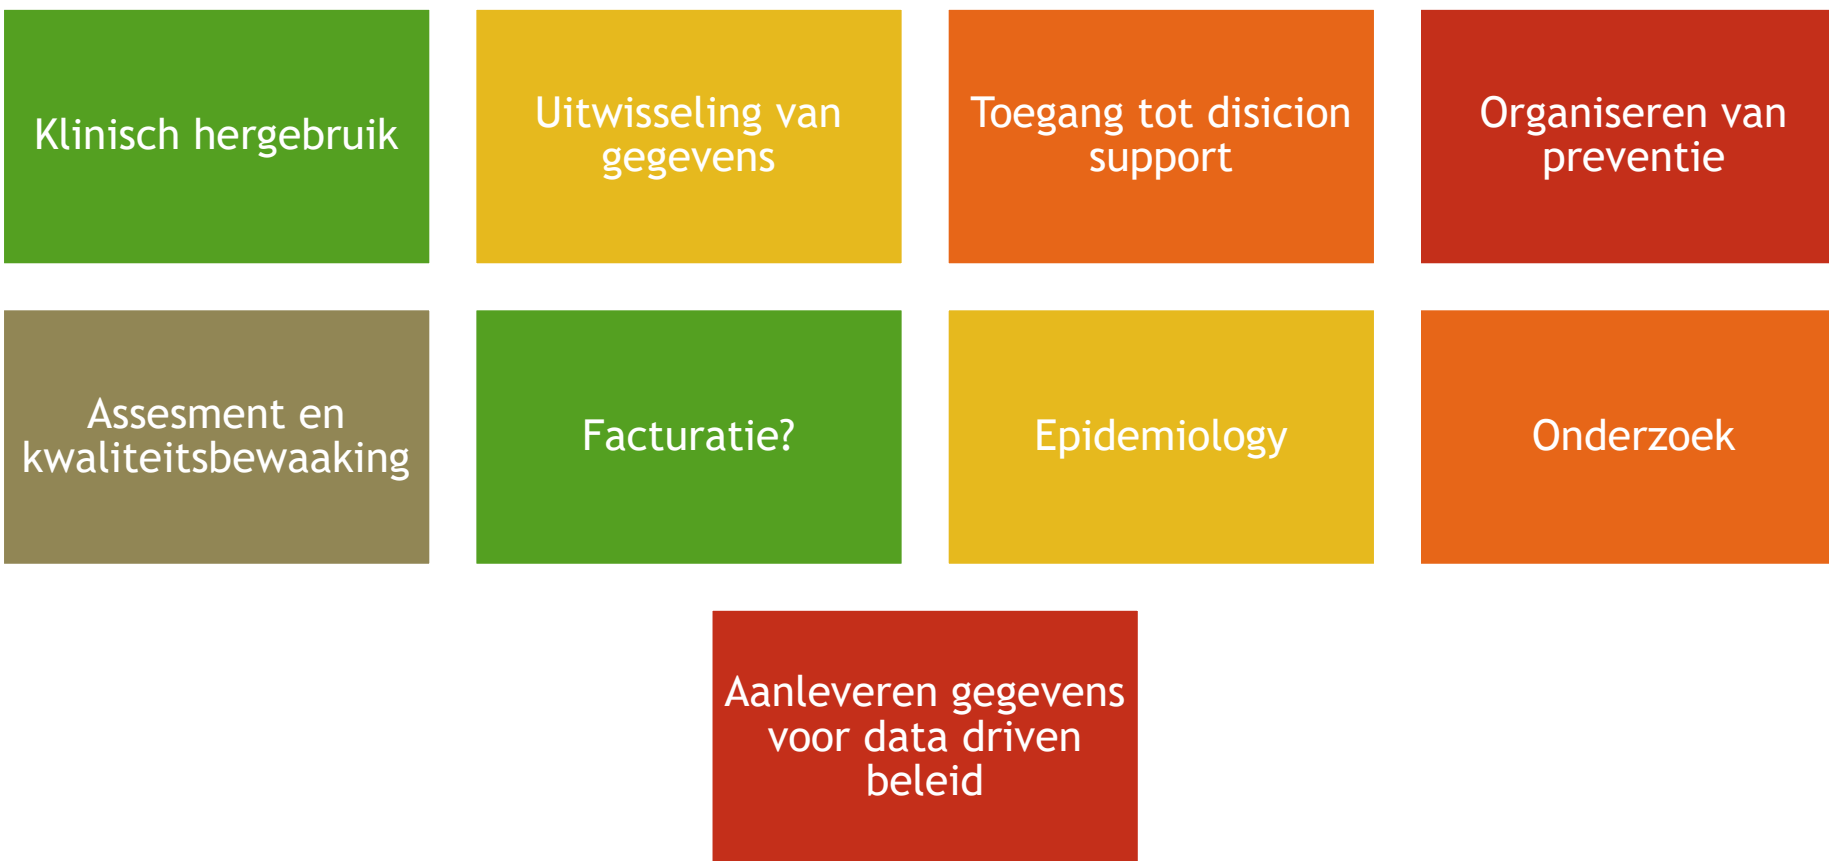 Klinisch hergebruik
Uitwisseling van
gegevens
Toegang tot disicion
support
Organiseren van
preventie
Assesment en
kwaliteitsbewaaking
Facturatie?
Epidemiology
Onderzoek
Aanleveren gegevens
voor data driven
beleid